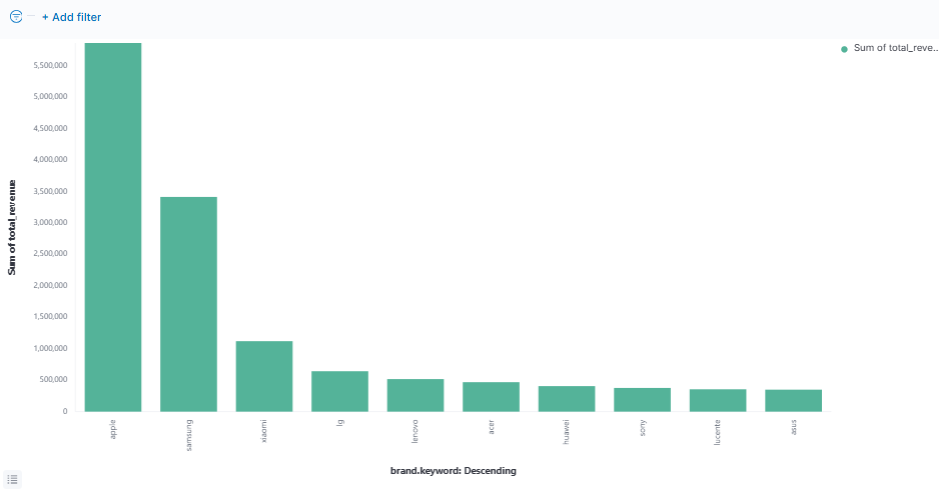 + Add filter
Sum of total_reve..
5,500,000
5,000,000
4,500,000
4,000,000
3,500,000
3,000,000
2,500,000
2,000,000
1,500,000
1,000,000
500,000
0
Sum of total_revenue
apple
samsung
xiaomi
lg
lenovo
acer
huawei
sony
lucente
asus
brand.keyword: Descending